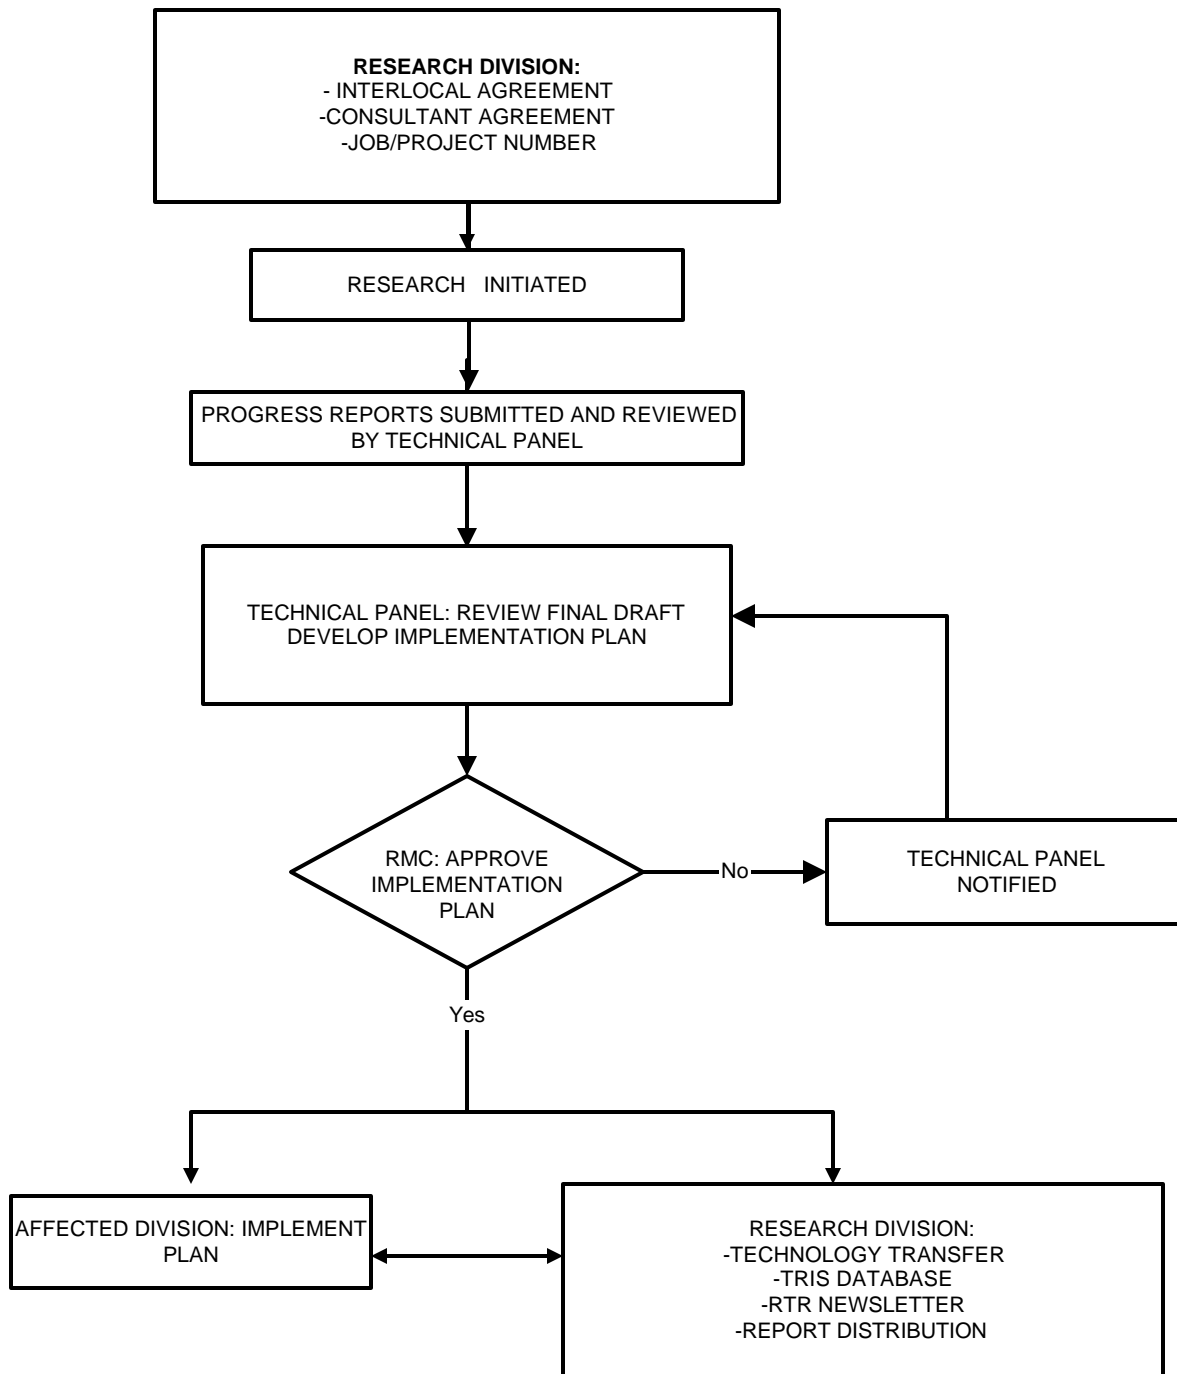 RESEARCH DIVISION:
- INTERLOCAL AGREEMENT
-CONSULTANT AGREEMENT
-JOB/PROJECT NUMBER
RESEARCH INITIATED
PROGRESS REPORTS SUBMITTED AND REVIEWED
BY TECHNICAL PANEL
TECHNICAL PANEL: REVIEW FINAL DRAFT
DEVELOP IMPLEMENTATION PLAN
RMC: APPROVE
IMPLEMENTATION
PLAN
No
TECHNICAL PANEL
NOTIFIED
Yes
AFFECTED DIVISION: IMPLEMENT
PLAN
RESEARCH DIVISION:
-TECHNOLOGY TRANSFER
-TRIS DATABASE
-RTR NEWSLETTER
-REPORT DISTRIBUTION